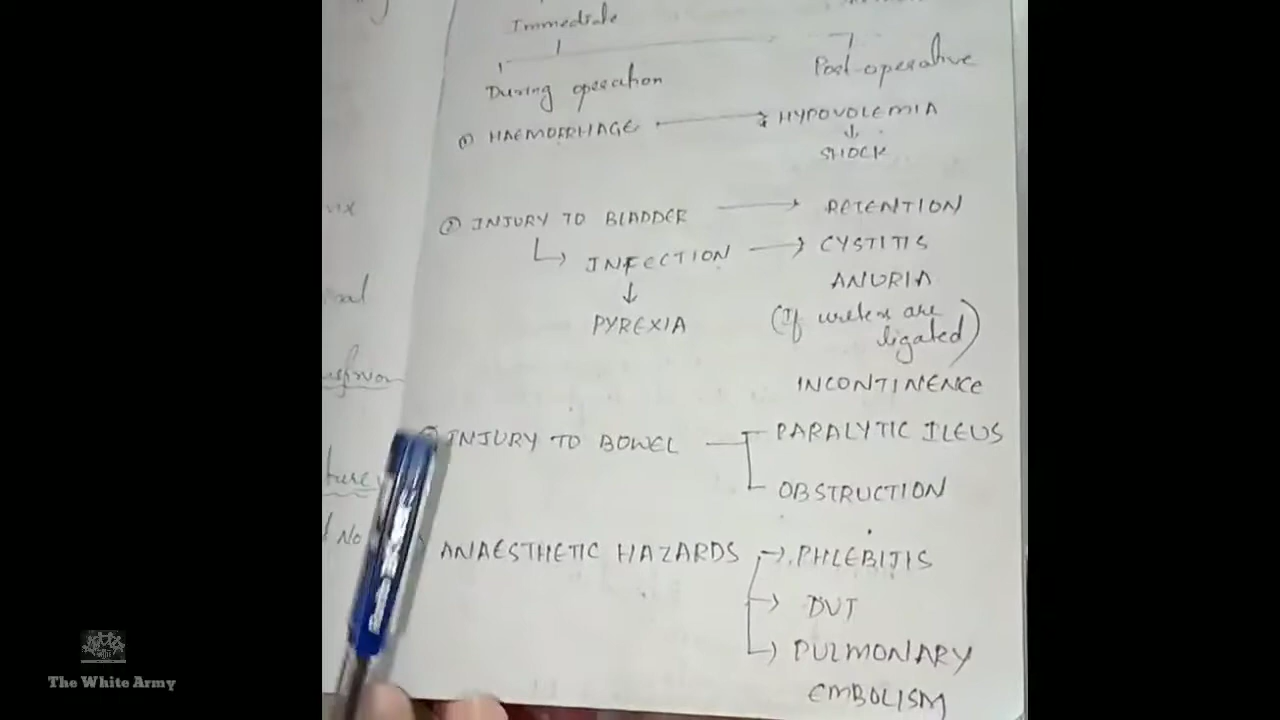 Immediate
During operation
Post operative
① HAEMORRHAGE
HYPOVOLEMIA
SHOCK
② INJURY TO BLADDER
RETENTION
INFECTION
CYSTITIS
ANURIA
PYREXIA
(If ureters are
ligated)
INCONTINENCE
INJURY TO BOWEL
PARALYTIC ILEUS
OBSTRUCTION
ANAESTHETIC HAZARDS
PHLEBITIS
DVT
PULMONARY
EMBOLISM
No
The White Army